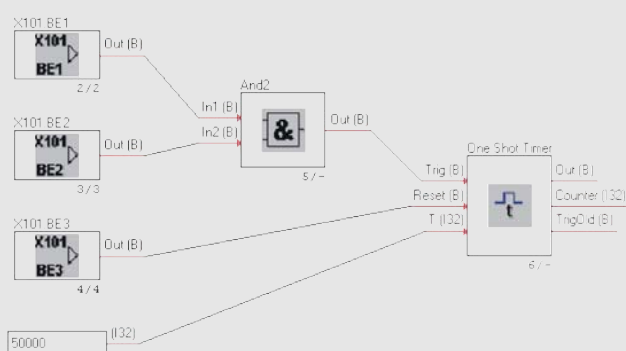 X101 BE1
X101
BE1
Out (B)
2 / 2
X101 BE2
X101
BE2
Out (B)
3 / 3
X101 BE3
X101
BE3
Out (B)
4 / 4
50000
(I32)
And2
In1 (B)
In2 (B)
&
Out (B)
5 / -
One Shot Timer
Trig (B)
Reset (B)
T (I32)
t
Out (B)
Counter (I32)
TrigOld (B)
6 / -